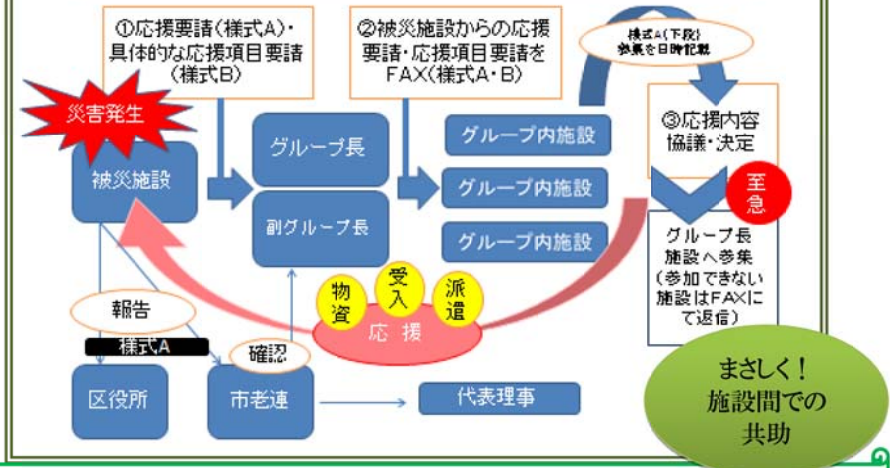 ①応援要請(様式A)・
具体的な応援項目要請
(様式B)
②被災施設からの応援
要請・応援項目要請を
FAX(様式A・B)
様式A(下段)
参集を日時記載
災害発生
被災施設
グループ長
副グループ長
グループ内施設
グループ内施設
グループ内施設
③応援内容
協議・決定
至急
グループ長
施設へ参集
(参加できない
施設はFAXに
て返信)
物資
受入
派遣
応援
報告
様式A
確認
区役所
市老連
代表理事
まさしく!
施設間での
共助